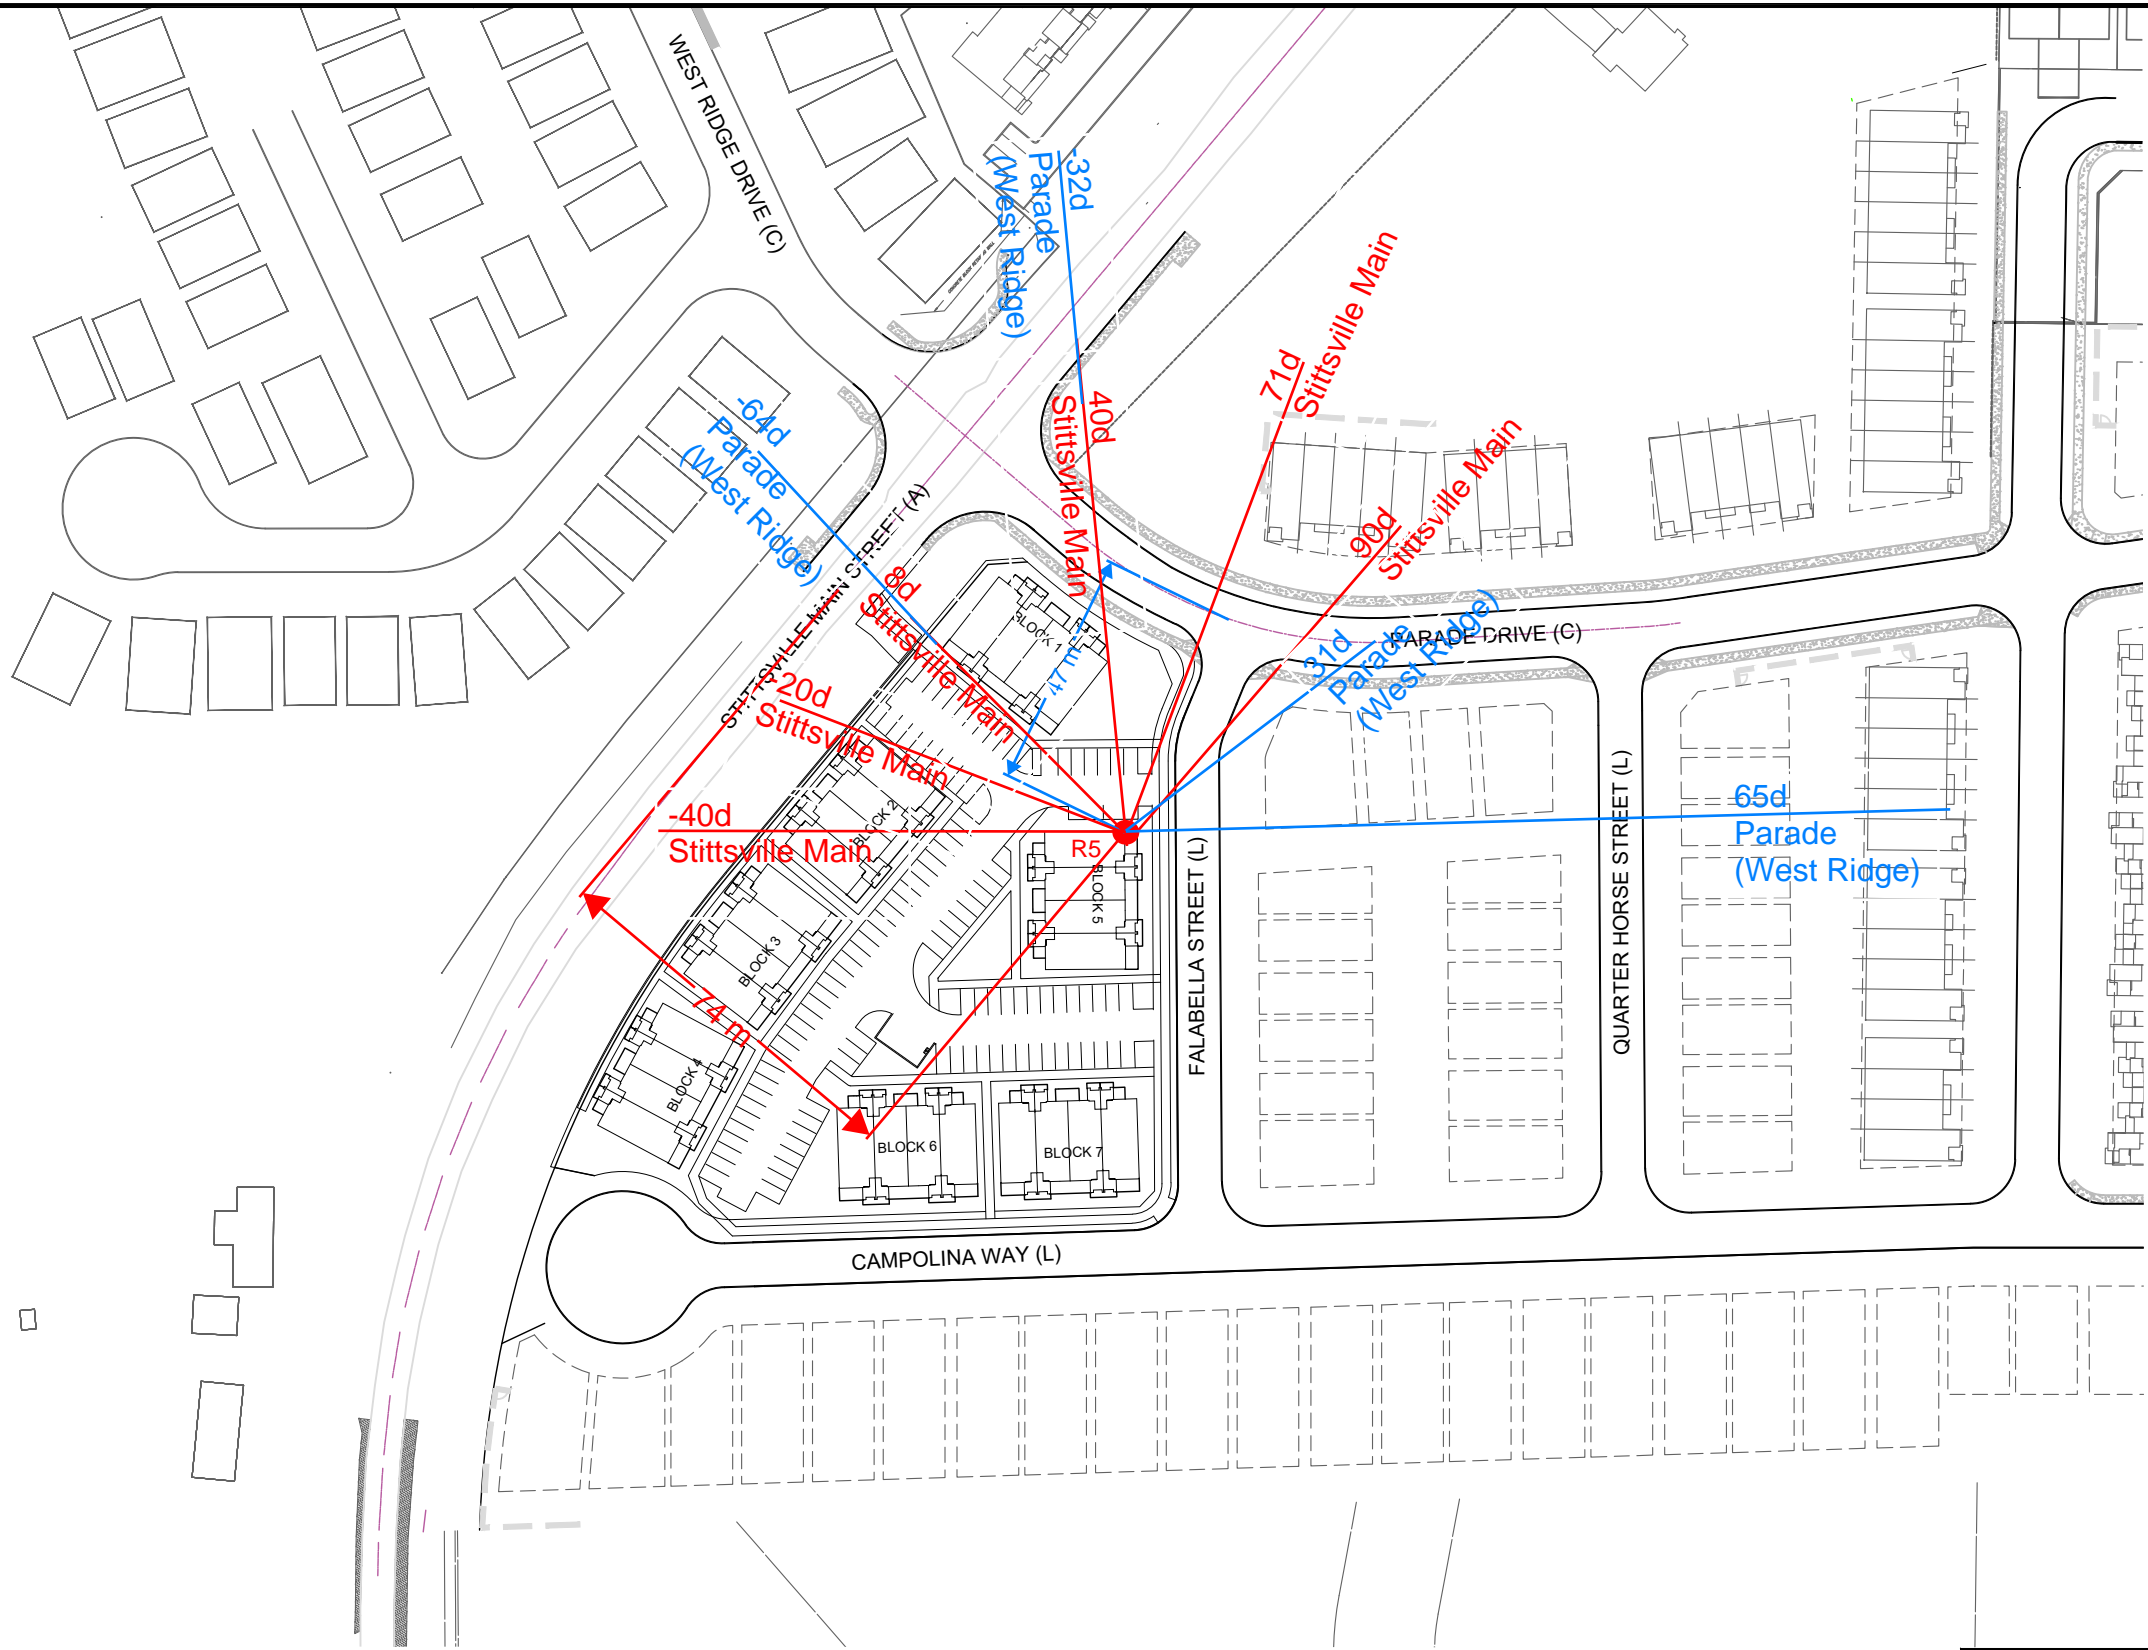 WEST RIDGE DRIVE (C)
-32d
Parade
(West Ridge)
71d
Stittsville Main
40d
Stittsville Main
-64d
Parade
(West Ridge)
90d
Stittsville Main
STITTSVILLE MAIN STREET (A)
8d
Stittsville Main
31d
Parade
(West Ridge)
PARADE DRIVE (C)
BLOCK 1
47 m
-20d
Stittsville Main
-40d
Stittsville Main
65d
Parade
(West Ridge)
BLOCK 2
R5
BLOCK 5
BLOCK 3
FALABELLA STREET (L)
QUARTER HORSE STREET (L)
74 m
BLOCK 4
BLOCK 6
BLOCK 7
CAMPOLINA WAY (L)